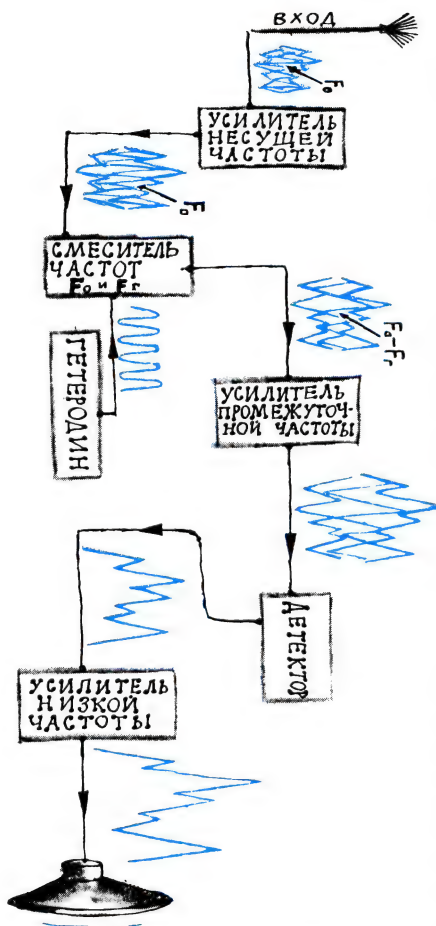 ВХОД
F₀
УСИЛИТЕЛЬ
НЕСУЩЕЙ
ЧАСТОТЫ
F₀
СМЕСИТЕЛЬ
ЧАСТОТ
F₀ и Fг
F₀-Fг
ГЕТЕРОДИН
УСИЛИТЕЛЬ
ПРОМЕЖУТОЧ-
НОЙ ЧАСТОТЫ
ДЕТЕКТОР
УСИЛИТЕЛЬ
НИЗКОЙ
ЧАСТОТЫ